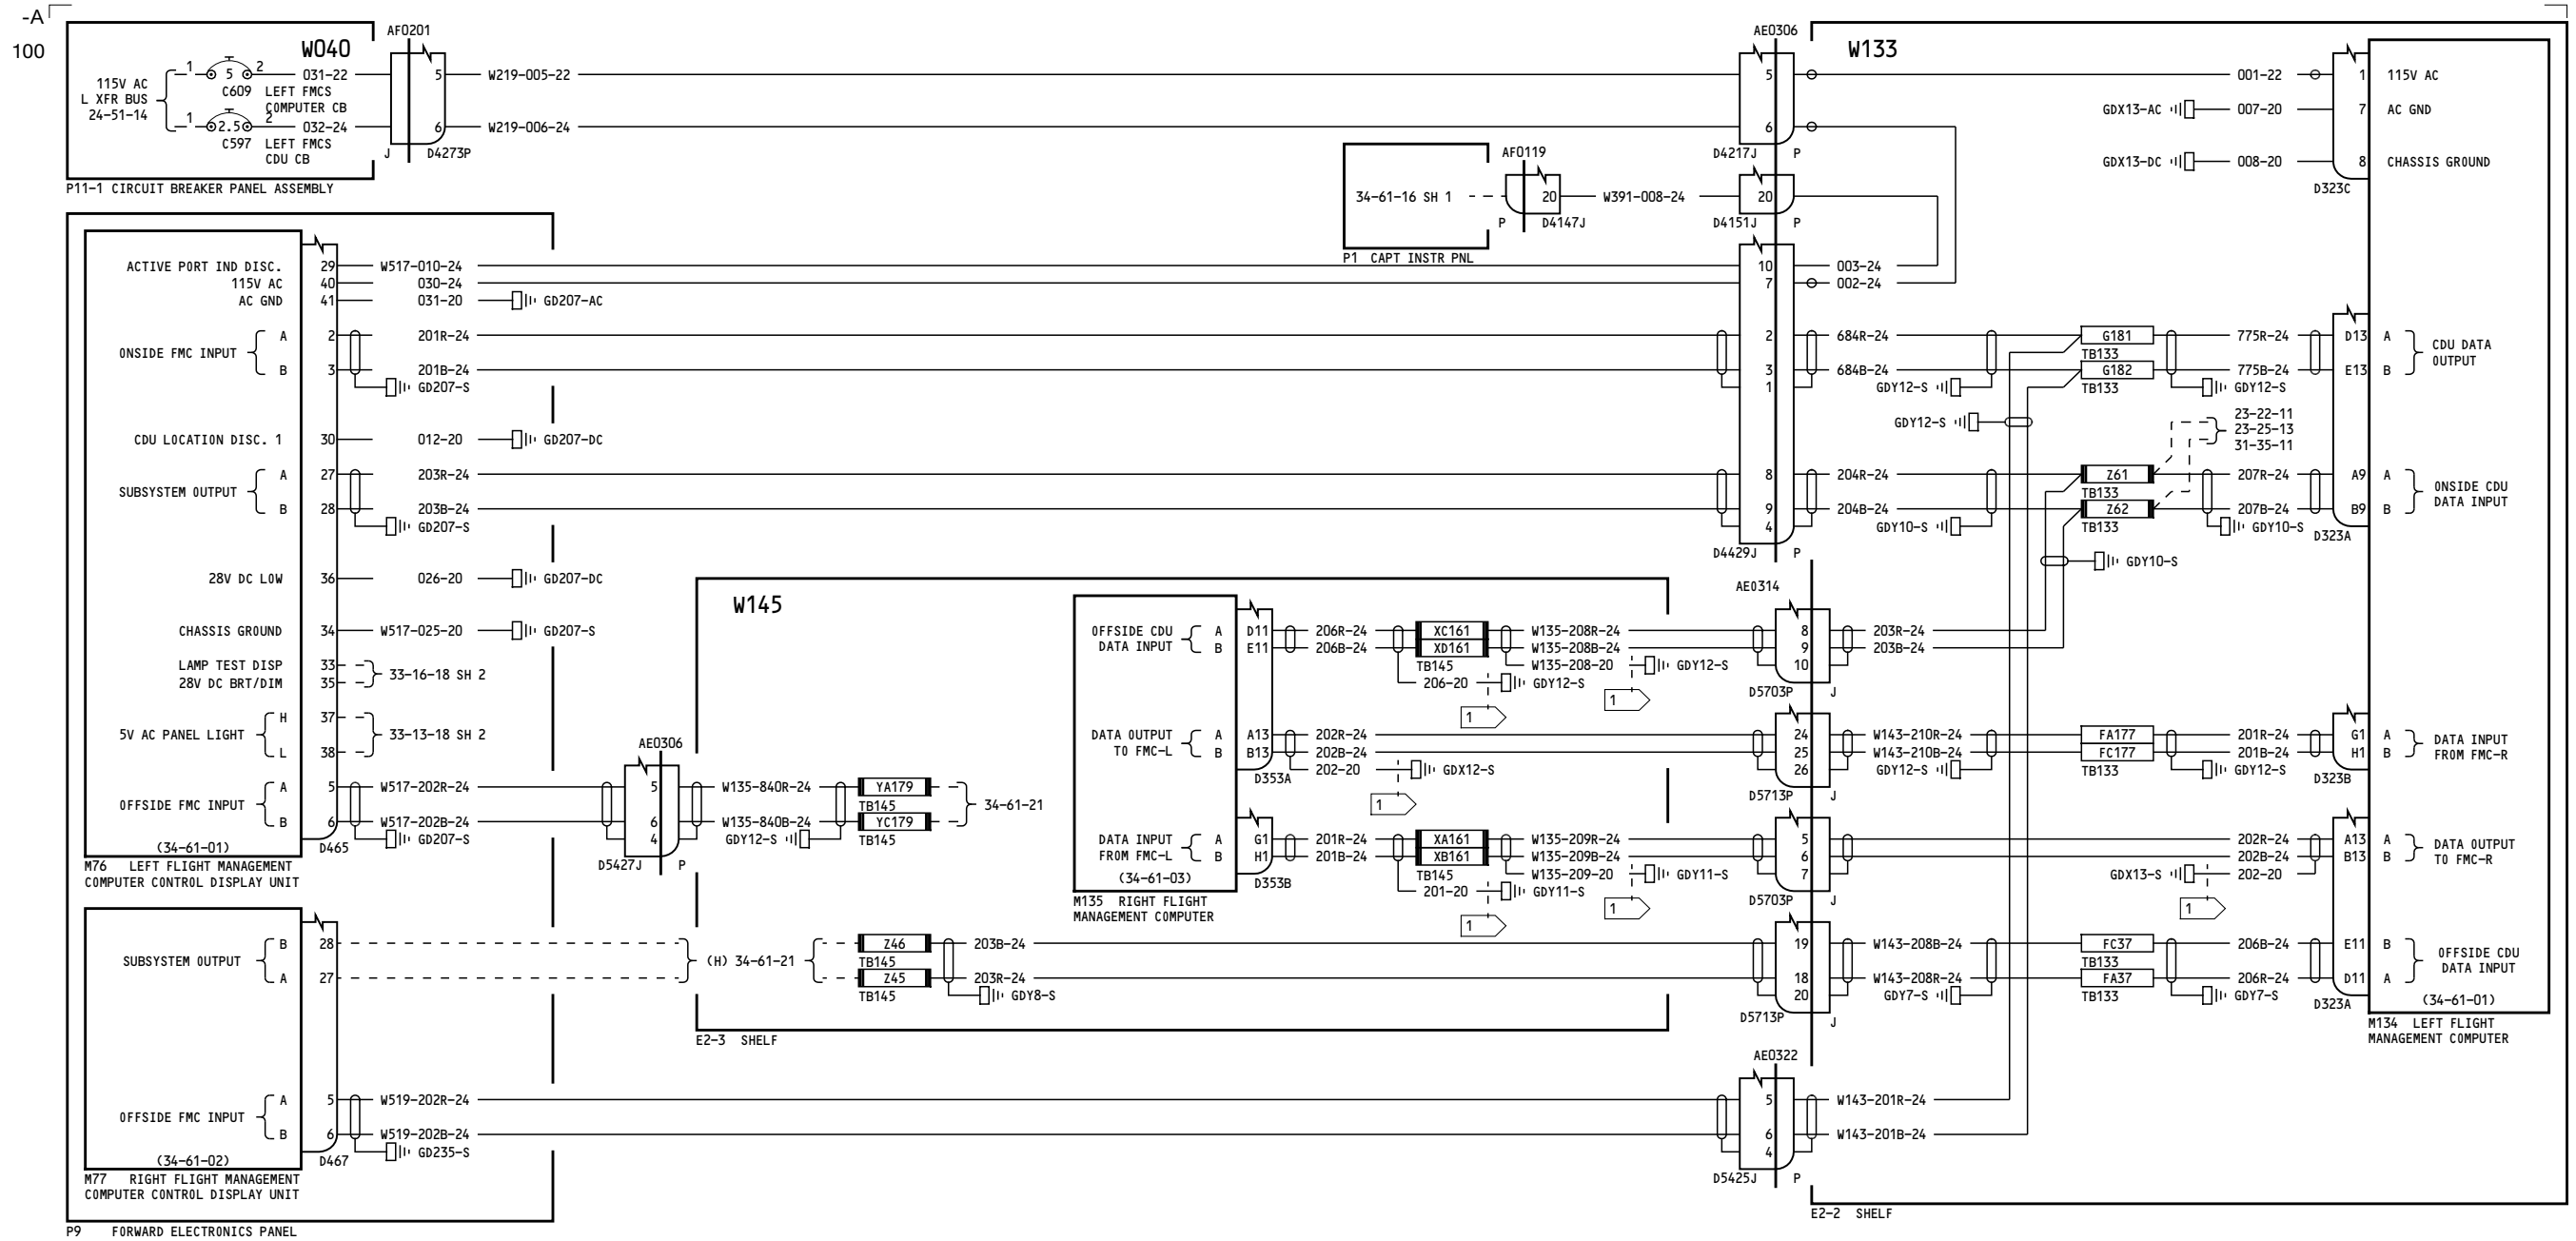 -A
100
W040
AF0201
115V AC
L XFR BUS
24-51-14
1 5 2 031-22
C609 LEFT FMCS
COMPUTER CB
1 2.5 2 032-24
C597 LEFT FMCS
CDU CB
J D4273P
5 W219-005-22
6 W219-006-24
P11-1 CIRCUIT BREAKER PANEL ASSEMBLY
AE0306
5
6
D4217J P
W133
001-22 1 115V AC
GDX13-AC 007-20 7 AC GND
GDX13-DC 008-20 8 CHASSIS GROUND
D323C
34-61-16 SH 1
AF0119
20 W391-008-24 20
P D4147J D4151J P
P1 CAPT INSTR PNL
ACTIVE PORT IND DISC. 29 W517-010-24 10 003-24
115V AC 40 030-24 7 002-24
AC GND 41 031-20 GD207-AC
ONSIDE FMC INPUT
A 2 201R-24 2 684R-24 G181 775R-24 D13 A
TB133
B 3 201B-24 3 684B-24 G182 775B-24 E13 B
TB133
CDU DATA
OUTPUT
GD207-S 1 GDY12-S GDY12-S
GDY12-S
23-22-11
23-25-13
31-35-11
CDU LOCATION DISC. 1 30 012-20 GD207-DC
SUBSYSTEM OUTPUT
A 27 203R-24 8 204R-24 Z61 207R-24 A9 A
TB133
B 28 203B-24 9 204B-24 Z62 207B-24 B9 B
TB133
ONSIDE CDU
DATA INPUT
GD207-S 4 GDY10-S GDY10-S D323A
D4429J P
GDY10-S
28V DC LOW 36 026-20 GD207-DC
CHASSIS GROUND 34 W517-025-20 GD207-S
LAMP TEST DISP 33
28V DC BRT/DIM 35
33-16-18 SH 2
5V AC PANEL LIGHT
H 37
L 38
33-13-18 SH 2
OFFSIDE FMC INPUT
A 5 W517-202R-24
B 6 W517-202B-24
GD207-S
(34-61-01) D465
M76 LEFT FLIGHT MANAGEMENT
COMPUTER CONTROL DISPLAY UNIT
AE0306
5 W135-840R-24 YA179
TB145
6 W135-840B-24 YC179
TB145
4 GDY12-S
34-61-21
D5427J P
W145
OFFSIDE CDU
DATA INPUT
A D11 206R-24 XC161 W135-208R-24
B E11 206B-24 XD161 W135-208B-24
TB145 W135-208-20 GDY12-S
206-20 GDY12-S
1
1
AE0314
8 203R-24
9 203B-24
10
D5703P J
DATA OUTPUT
TO FMC-L
A A13 202R-24
B B13 202B-24
202-20 GDX12-S
D353A
1
24 W143-210R-24 FA177 201R-24 G1 A
25 W143-210B-24 FC177 201B-24 H1 B
26 GDY12-S TB133 GDY12-S D323B
DATA INPUT
FROM FMC-R
D5713P J
DATA INPUT
FROM FMC-L
A G1 201R-24 XA161 W135-209R-24
B H1 201B-24 XB161 W135-209B-24
TB145 W135-209-20 GDY11-S
201-20 GDY11-S
(34-61-03) D353B
M135 RIGHT FLIGHT
MANAGEMENT COMPUTER
1
1
5 202R-24 A13 A
6 202B-24 B13 B
7 GDX13-S 202-20
DATA OUTPUT
TO FMC-R
D5703P J
1
SUBSYSTEM OUTPUT
B 28
A 27
(H) 34-61-21
Z46 203B-24
TB145
Z45 203R-24
TB145 GDY8-S
19 W143-208B-24 FC37 206B-24 E11 B
TB133
18 W143-208R-24 FA37 206R-24 D11 A
20 GDY7-S TB133 GDY7-S D323A
OFFSIDE CDU
DATA INPUT
(34-61-01)
D5713P J
M134 LEFT FLIGHT
MANAGEMENT COMPUTER
E2-3 SHELF
AE0322
OFFSIDE FMC INPUT
A 5 W519-202R-24 5 W143-201R-24
B 6 W519-202B-24 6 W143-201B-24
GD235-S 4
(34-61-02) D467
D5425J P
M77 RIGHT FLIGHT MANAGEMENT
COMPUTER CONTROL DISPLAY UNIT
E2-2 SHELF
P9 FORWARD ELECTRONICS PANEL